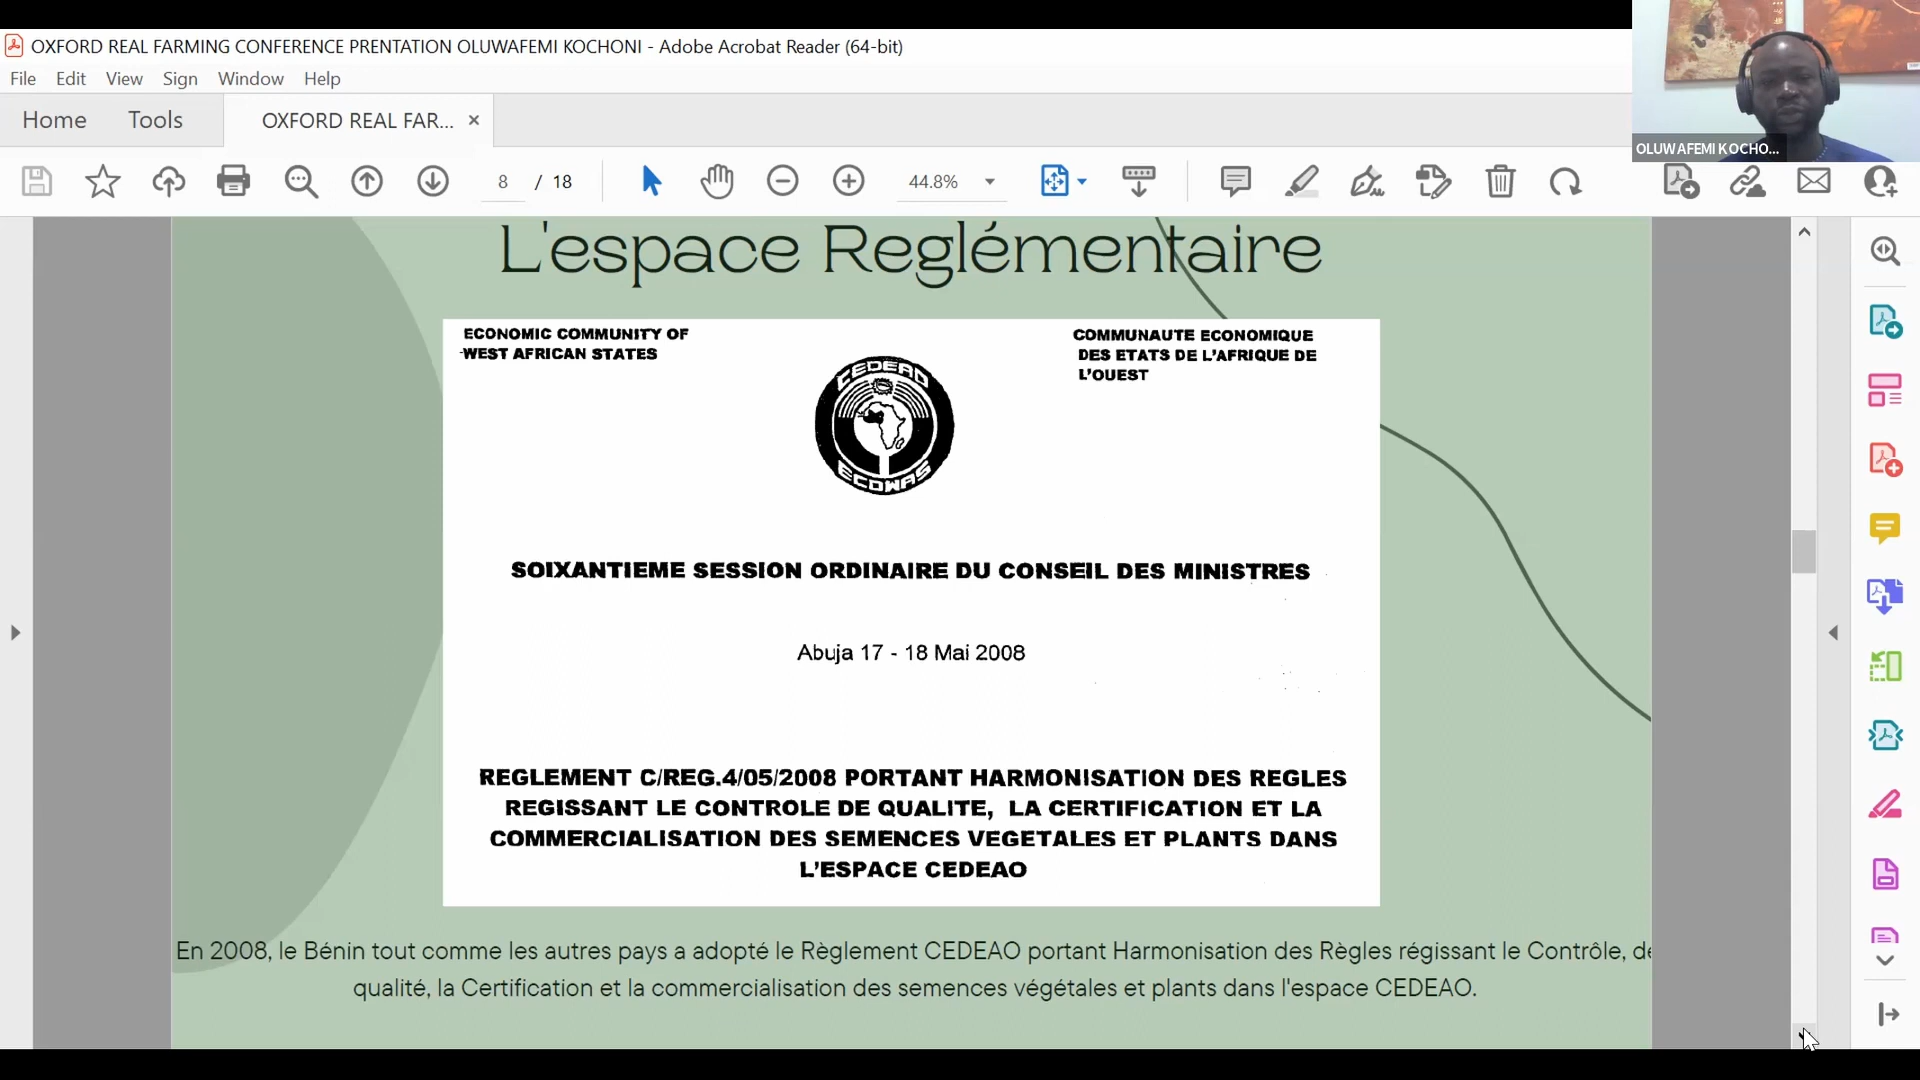 OXFORD REAL FARMING CONFERENCE PRENTATION OLUWAFEMI KOCHONI - Adobe Acrobat Reader (64-bit)
File Edit View Sign Window Help
Home Tools OXFORD REAL FAR... ×
8 / 18 44.8%
OLUWAFEMI KOCHO...
L'espace Reglémentaire
ECONOMIC COMMUNITY OF
WEST AFRICAN STATES
COMMUNAUTE ECONOMIQUE
DES ETATS DE L'AFRIQUE DE
L'OUEST
CEDEAO
ECOWAS
SOIXANTIEME SESSION ORDINAIRE DU CONSEIL DES MINISTRES
Abuja 17 - 18 Mai 2008
REGLEMENT C/REG.4/05/2008 PORTANT HARMONISATION DES REGLES
REGISSANT LE CONTROLE DE QUALITE, LA CERTIFICATION ET LA
COMMERCIALISATION DES SEMENCES VEGETALES ET PLANTS DANS
L'ESPACE CEDEAO
En 2008, le Bénin tout comme les autres pays a adopté le Règlement CEDEAO portant Harmonisation des Règles régissant le Contrôle, de
qualité, la Certification et la commercialisation des semences végétales et plants dans l'espace CEDEAO.